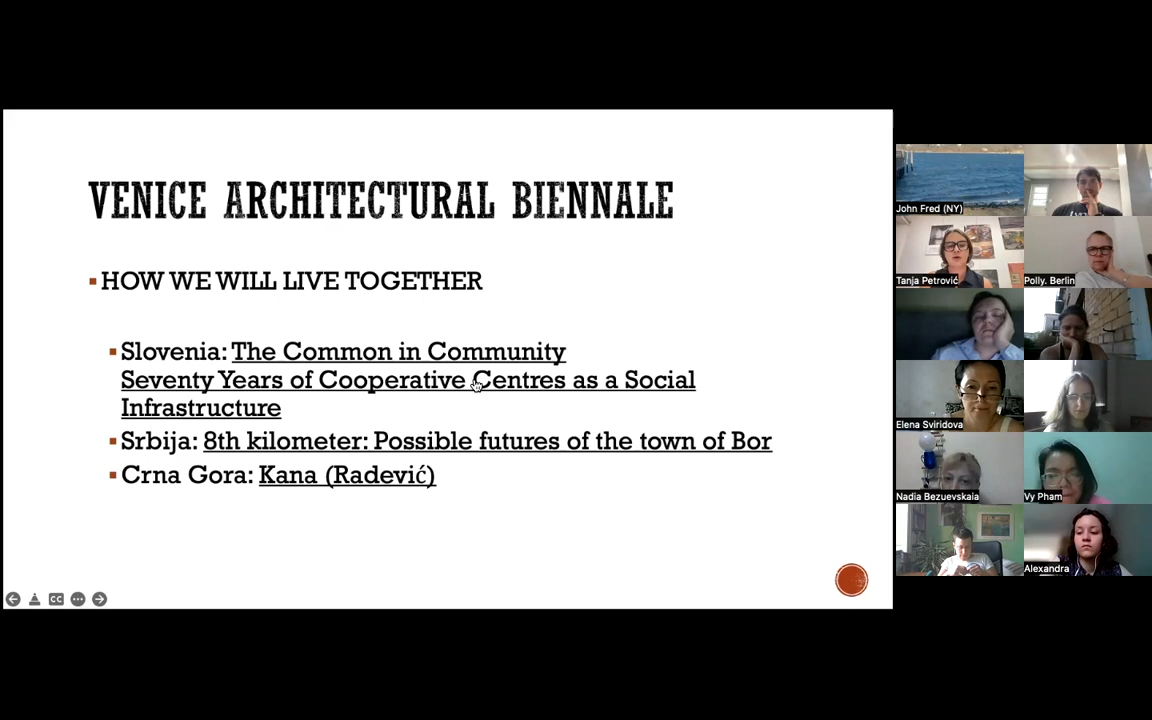 VENICE ARCHITECTURAL BIENNALE
HOW WE WILL LIVE TOGETHER
Slovenia: The Common in Community
Seventy Years of Cooperative Centres as a Social
Infrastructure
Srbija: 8th kilometer: Possible futures of the town of Bor
Crna Gora: Kana (Radević)
CC
John Fred (NY)
Tanja Petrović
Polly. Berlin
Elena Sviridova
Nadia Bezuevskaia
Vy Pham
Alexandra